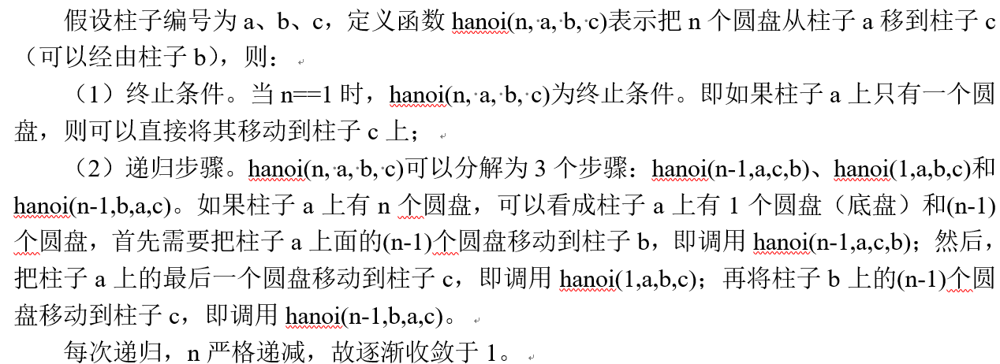 假设柱子编号为 a、b、c，定义函数 hanoi(n, a, b, c)表示把 n 个圆盘从柱子 a 移到柱子 c
（可以经由柱子 b），则：
（1）终止条件。当 n==1 时，hanoi(n, a, b, c)为终止条件。即如果柱子 a 上只有一个圆
盘，则可以直接将其移动到柱子 c 上；
（2）递归步骤。hanoi(n, a, b, c)可以分解为 3 个步骤：hanoi(n-1,a,c,b)、hanoi(1,a,b,c)和
hanoi(n-1,b,a,c)。如果柱子 a 上有 n 个圆盘，可以看成柱子 a 上有 1 个圆盘（底盘）和(n-1)
个圆盘，首先需要把柱子 a 上面的(n-1)个圆盘移动到柱子 b，即调用 hanoi(n-1,a,c,b)；然后，
把柱子 a 上的最后一个圆盘移动到柱子 c，即调用 hanoi(1,a,b,c)；再将柱子 b 上的(n-1)个圆
盘移动到柱子 c，即调用 hanoi(n-1,b,a,c)。
每次递归，n 严格递减，故逐渐收敛于 1。